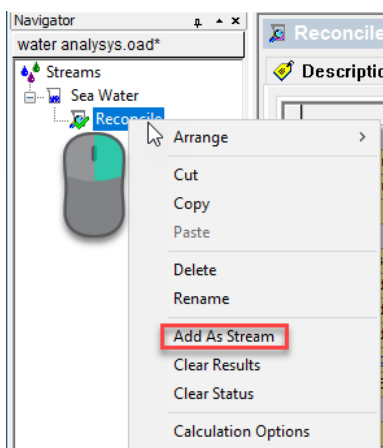 Navigator
water analysys.oad*
Streams
Sea Water
Reconcile
Reconcile
Descriptio
Arrange
Cut
Copy
Paste
Delete
Rename
Add As Stream
Clear Results
Clear Status
Calculation Options